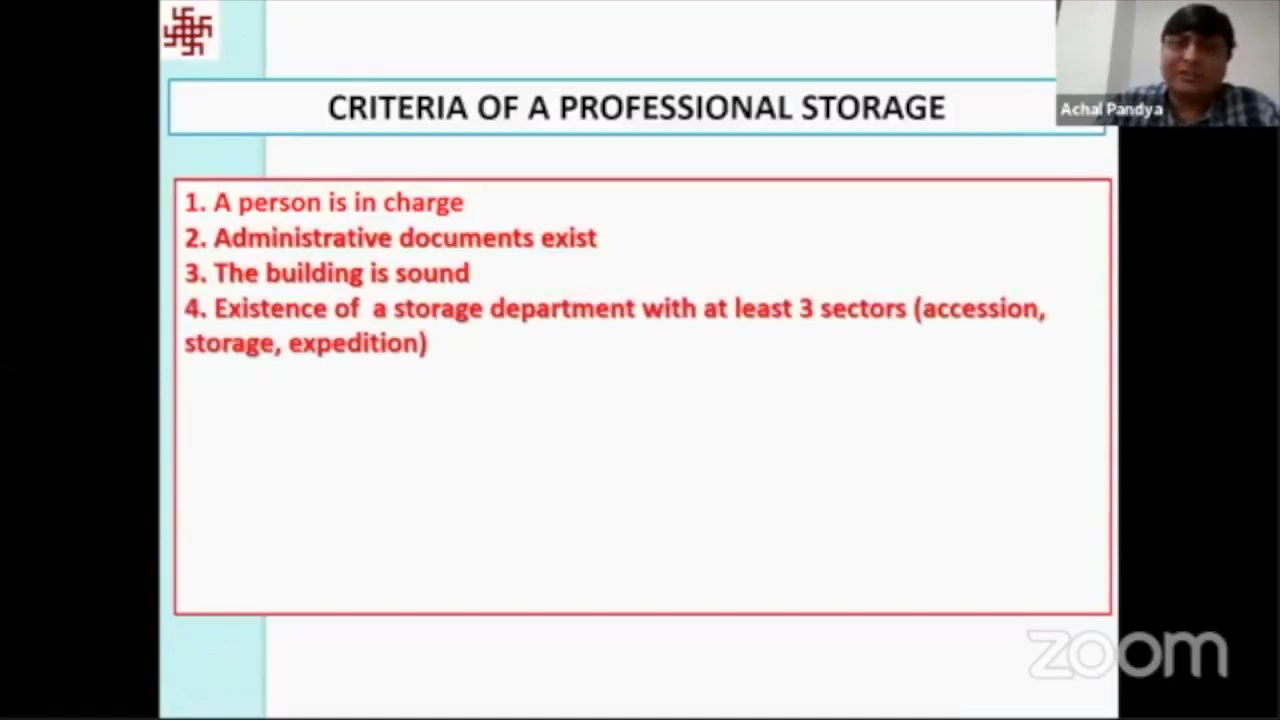 CRITERIA OF A PROFESSIONAL STORAGE
Achal Pandya
1. A person is in charge
2. Administrative documents exist
3. The building is sound
4. Existence of a storage department with at least 3 sectors (accession,
storage, expedition)
zoom